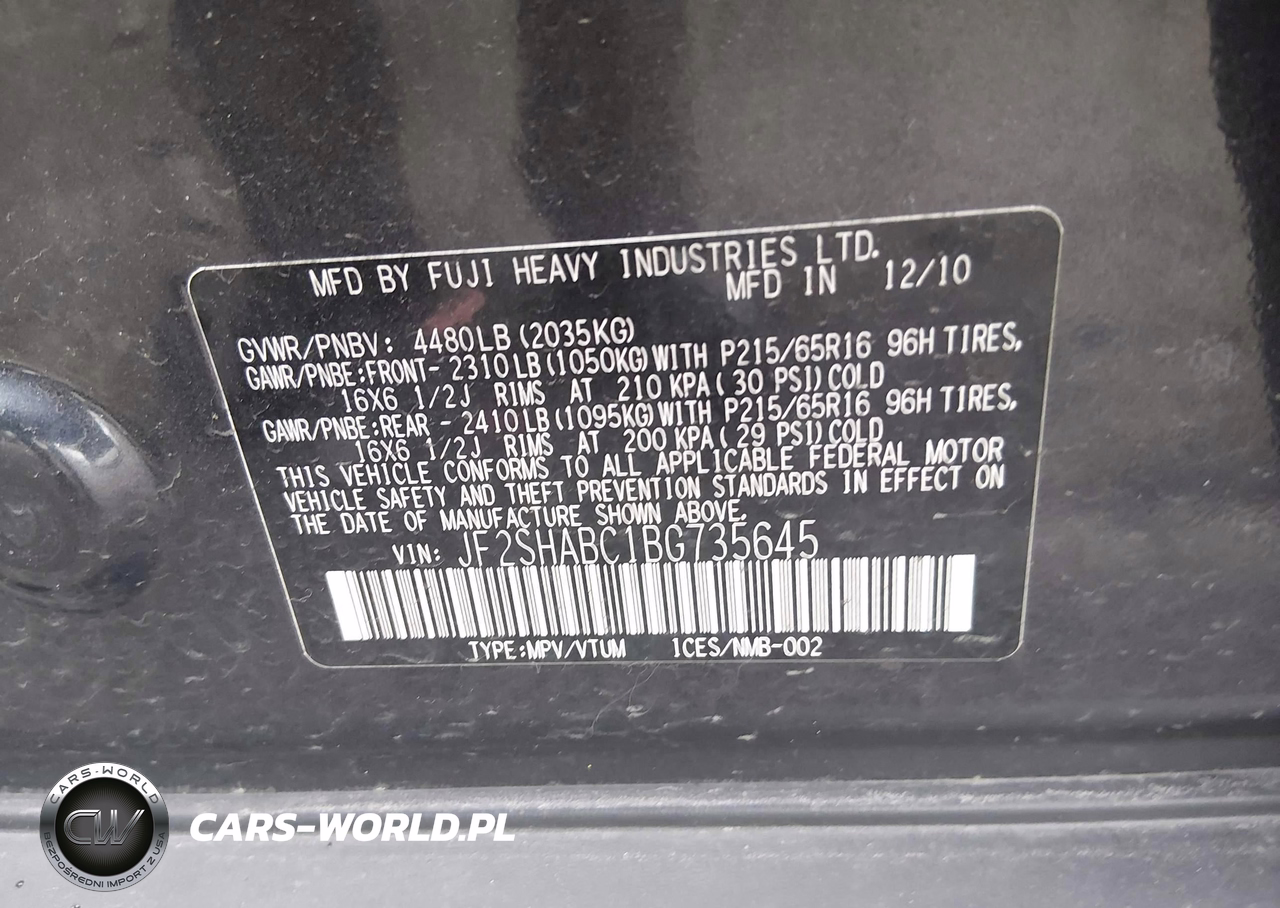 MFD BY FUJI HEAVY INDUSTRIES LTD.
MFD IN 12/10
GVWR/PNBV: 4480LB (2035KG)
GAWR/PNBE:FRONT- 2310LB (1050KG) WITH P215/65R16 96H TIRES,
16X6 1/2J RIMS AT 210 KPA ( 30 PSI) COLD
GAWR/PNBE:REAR - 2410LB (1095KG) WITH P215/65R16 96H TIRES,
16X6 1/2J RIMS AT 200 KPA ( 29 PSI) COLD
THIS VEHICLE CONFORMS TO ALL APPLICABLE FEDERAL MOTOR
VEHICLE SAFETY AND THEFT PREVENTION STANDARDS IN EFFECT ON
THE DATE OF MANUFACTURE SHOWN ABOVE.
VIN: JF2SHABC1BG735645
TYPE:MPV/VTUM ICES/NMB-002
CARS-WORLD
CW
BEZPOŚREDNI IMPORT Z USA
CARS-WORLD.PL